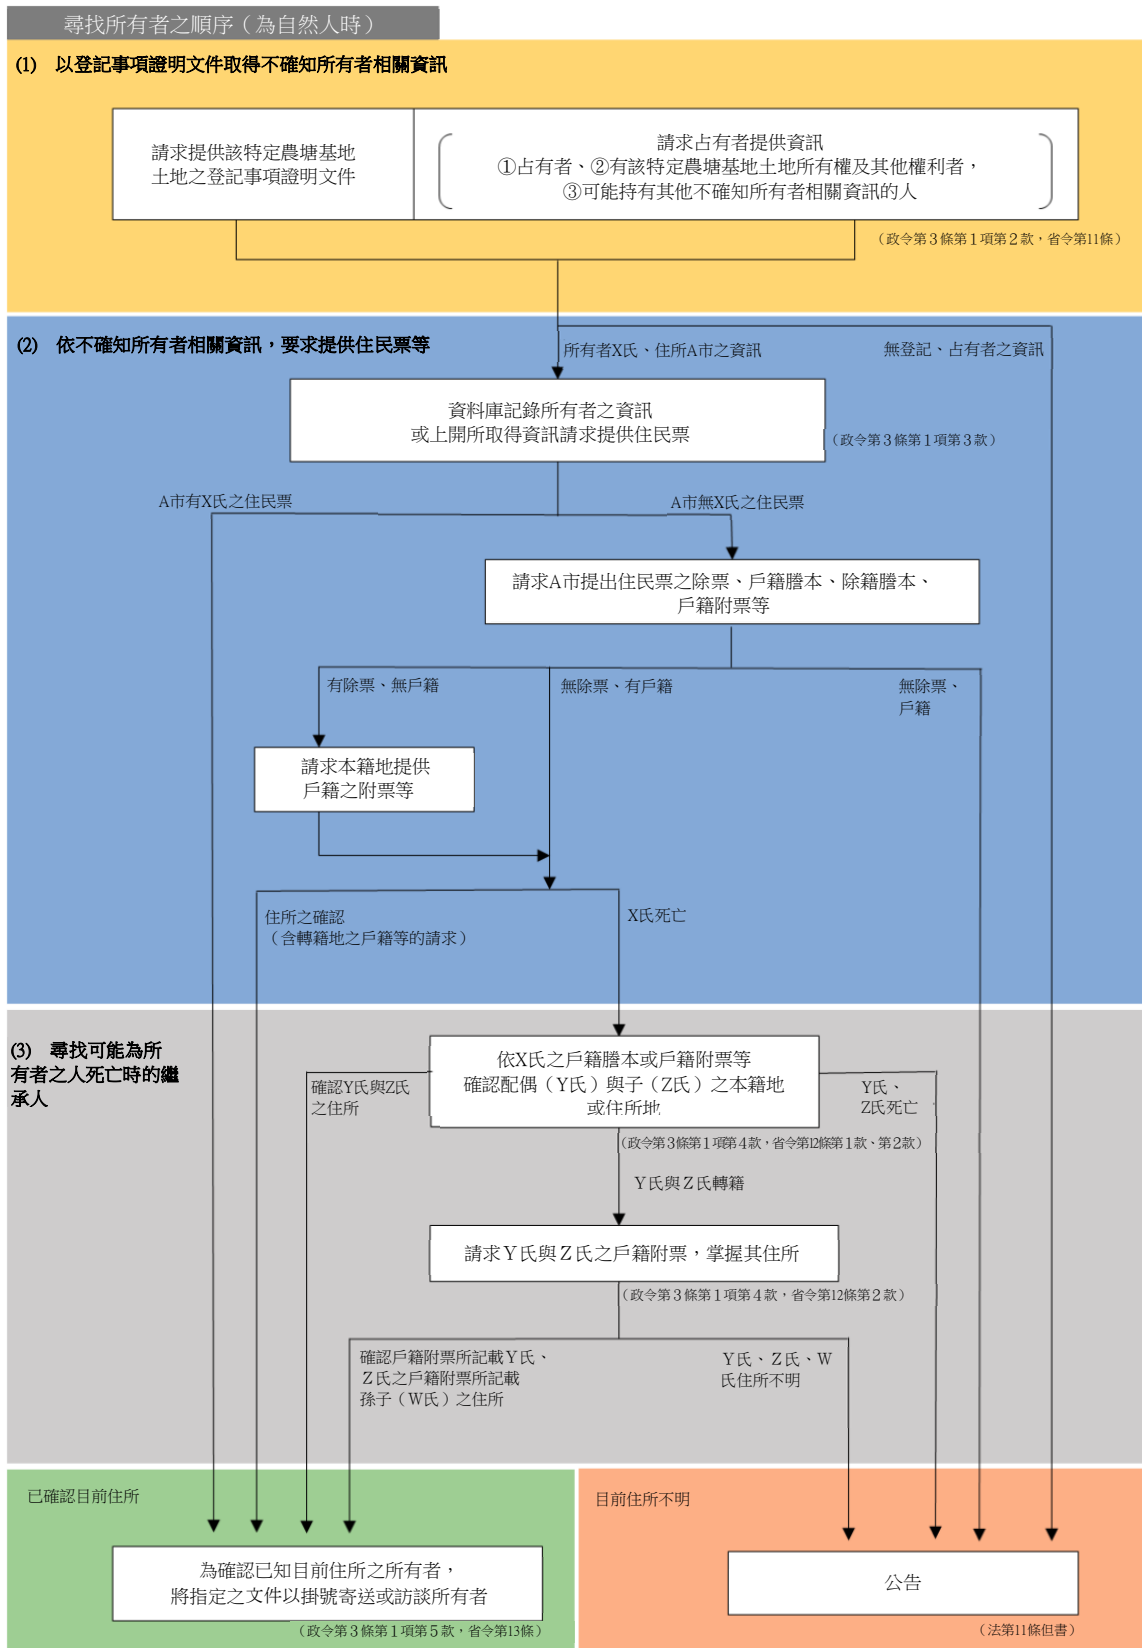 尋找所有者之順序（為自然人時）
(1) 以登記事項證明文件取得不確知所有者相關資訊
請求提供該特定農塘基地
土地之登記事項證明文件
請求占有者提供資訊
①占有者、②有該特定農塘基地土地所有權及其他權利者，
③可能持有其他不確知所有者相關資訊的人
（政令第３條第１項第２款，省令第11條）
(2) 依不確知所有者相關資訊，要求提供住民票等
所有者X氏、住所A市之資訊
無登記、占有者之資訊
資料庫記錄所有者之資訊
或上開所取得資訊請求提供住民票
（政令第３條第１項第３款）
A市有X氏之住民票
A市無X氏之住民票
請求A市提出住民票之除票、戶籍謄本、除籍謄本、
戶籍附票等
有除票、無戶籍
無除票、有戶籍
無除票、
戶籍
請求本籍地提供
戶籍之附票等
住所之確認
（含轉籍地之戶籍等的請求）
X氏死亡
(3) 尋找可能為所
有者之人死亡時的繼
承人
依X氏之戶籍謄本或戶籍附票等
確認配偶（Y氏）與子（Z氏）之本籍地
或住所地
確認Y氏與Z氏
之住所
Y氏、
Z氏死亡
（政令第３條第１項第４款，省令第12條第１款、第２款）
Ｙ氏與Ｚ氏轉籍
請求Ｙ氏與Ｚ氏之戶籍附票，掌握其住所
（政令第３條第１項第４款，省令第12條第２款）
確認戶籍附票所記載Ｙ氏、
Ｚ氏之戶籍附票所記載
孫子（W氏）之住所
Ｙ氏、Ｚ氏、Ｗ
氏住所不明
已確認目前住所
目前住所不明
為確認已知目前住所之所有者，
將指定之文件以掛號寄送或訪談所有者
（政令第３條第１項第５款，省令第13條）
公告
（法第11條但書）